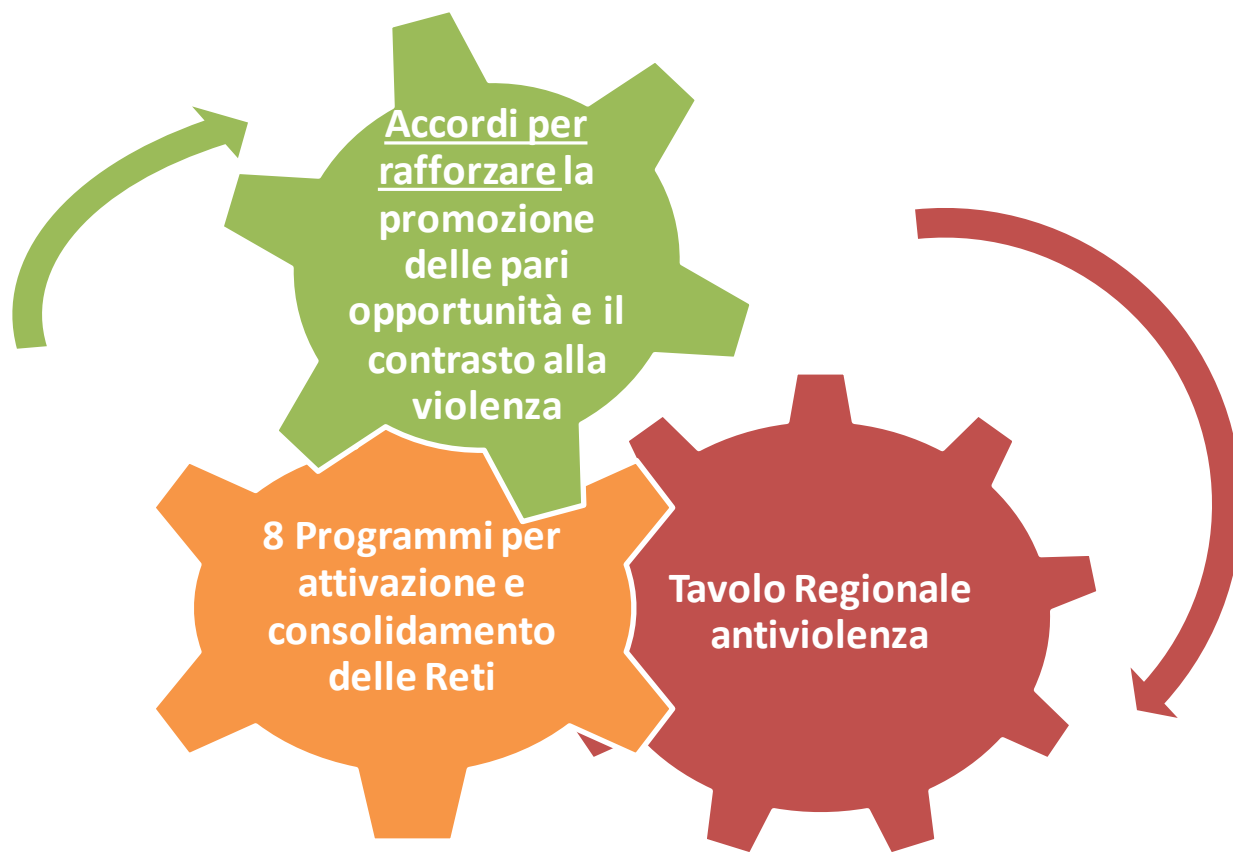 Accordi per
rafforzare la
promozione
delle pari
opportunità e il
contrasto alla
violenza
8 Programmi per
attivazione e
consolidamento
delle Reti
Tavolo Regionale
antiviolenza